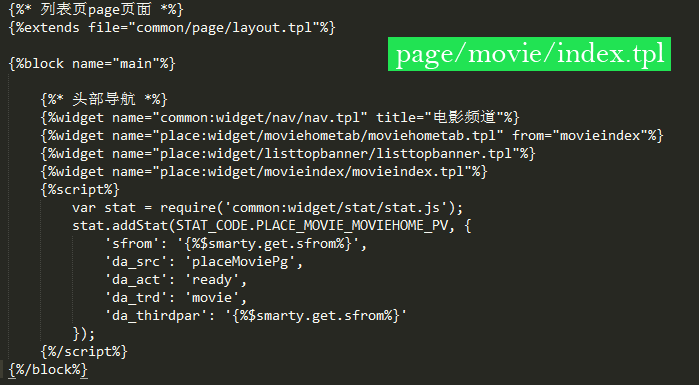 {%* 列表页page页面 *%}
{%extends file="common/page/layout.tpl"%}
page/movie/index.tpl
{%block name="main"%}
{%* 头部导航 *%}
{%widget name="common:widget/nav/nav.tpl" title="电影频道"%}
{%widget name="place:widget/moviehometab/moviehometab.tpl" from="movieindex"%}
{%widget name="place:widget/listtopbanner/listtopbanner.tpl"%}
{%widget name="place:widget/movieindex/movieindex.tpl"%}
{%script%}
var stat = require('common:widget/stat/stat.js');
stat.addStat(STAT_CODE.PLACE_MOVIE_MOVIEHOME_PV, {
'sfrom': '{%$smarty.get.sfrom%}',
'da_src': 'placeMoviePg',
'da_act': 'ready',
'da_trd': 'movie',
'da_thirdpar': '{%$smarty.get.sfrom%}'
});
{%/script%}
{%/block%}